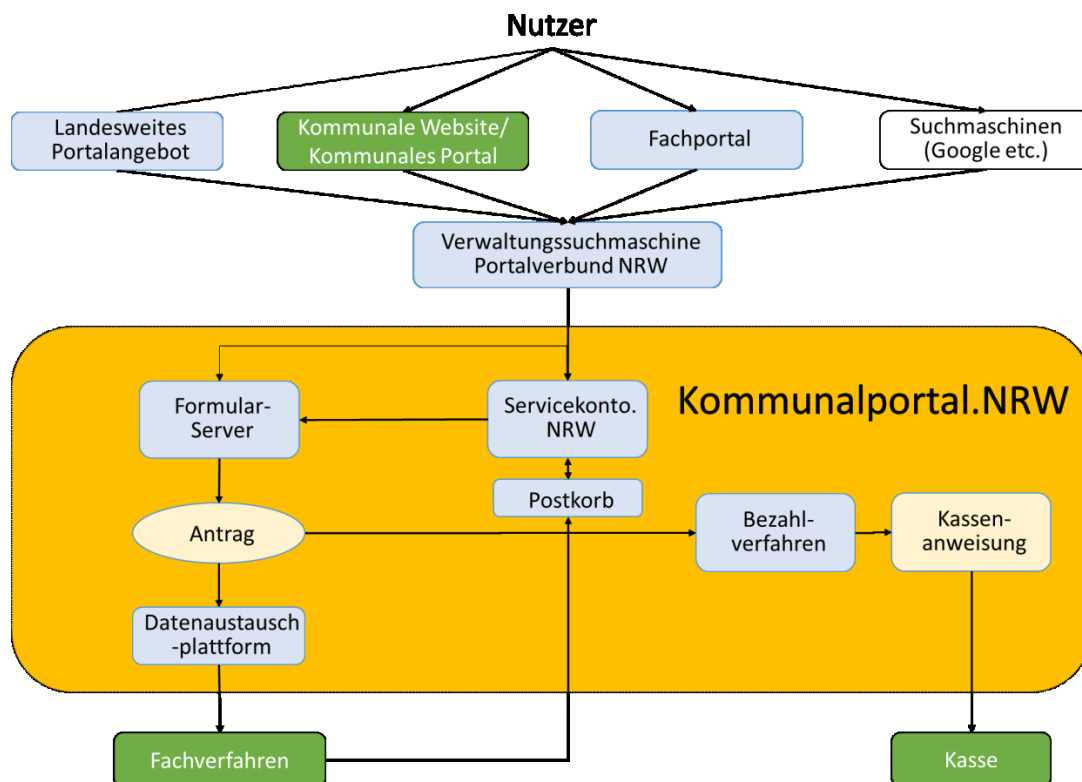 Nutzer
Landesweites
Portalangebot
Kommunale Website/
Kommunales Portal
Fachportal
Suchmaschinen
(Google etc.)
Verwaltungssuchmaschine
Portalverbund NRW
Kommunalportal.NRW
Formular-
Server
Servicekonto.
NRW
Postkorb
Antrag
Bezahl-
verfahren
Kassen-
anweisung
Datenaustausch
-plattform
Fachverfahren
Kasse